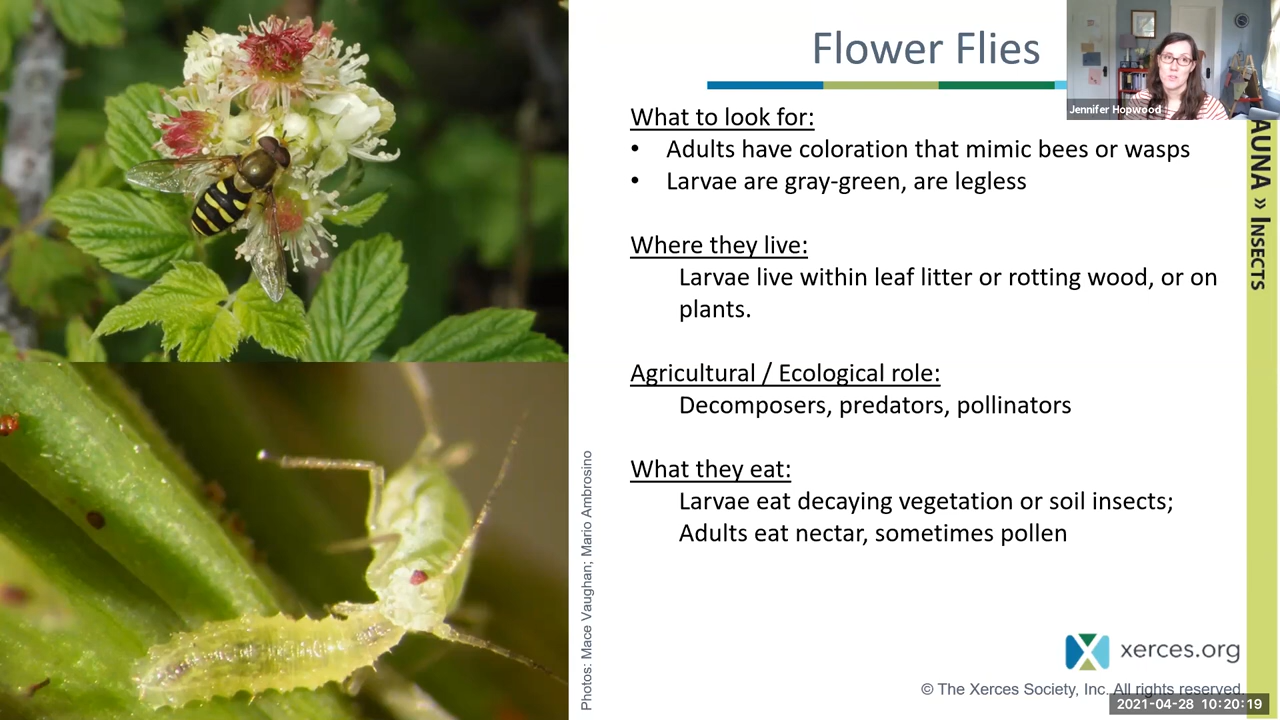 Flower Flies
Jennifer Hopwood
What to look for:
• Adults have coloration that mimic bees or wasps
• Larvae are gray-green, are legless
Where they live:
Larvae live within leaf litter or rotting wood, or on
plants.
Agricultural / Ecological role:
Decomposers, predators, pollinators
What they eat:
Larvae eat decaying vegetation or soil insects;
Adults eat nectar, sometimes pollen
Photos: Mace Vaughan; Mario Ambrosino
AUNA » INSECTS
xerces.org
© The Xerces Society, Inc. All rights reserved.
2021-04-28 10:20:19